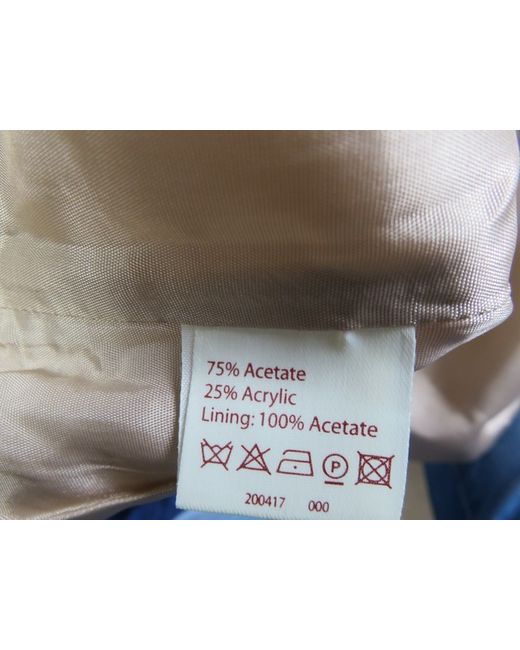 75% Acetate
25% Acrylic
Lining: 100% Acetate
P
200417 000